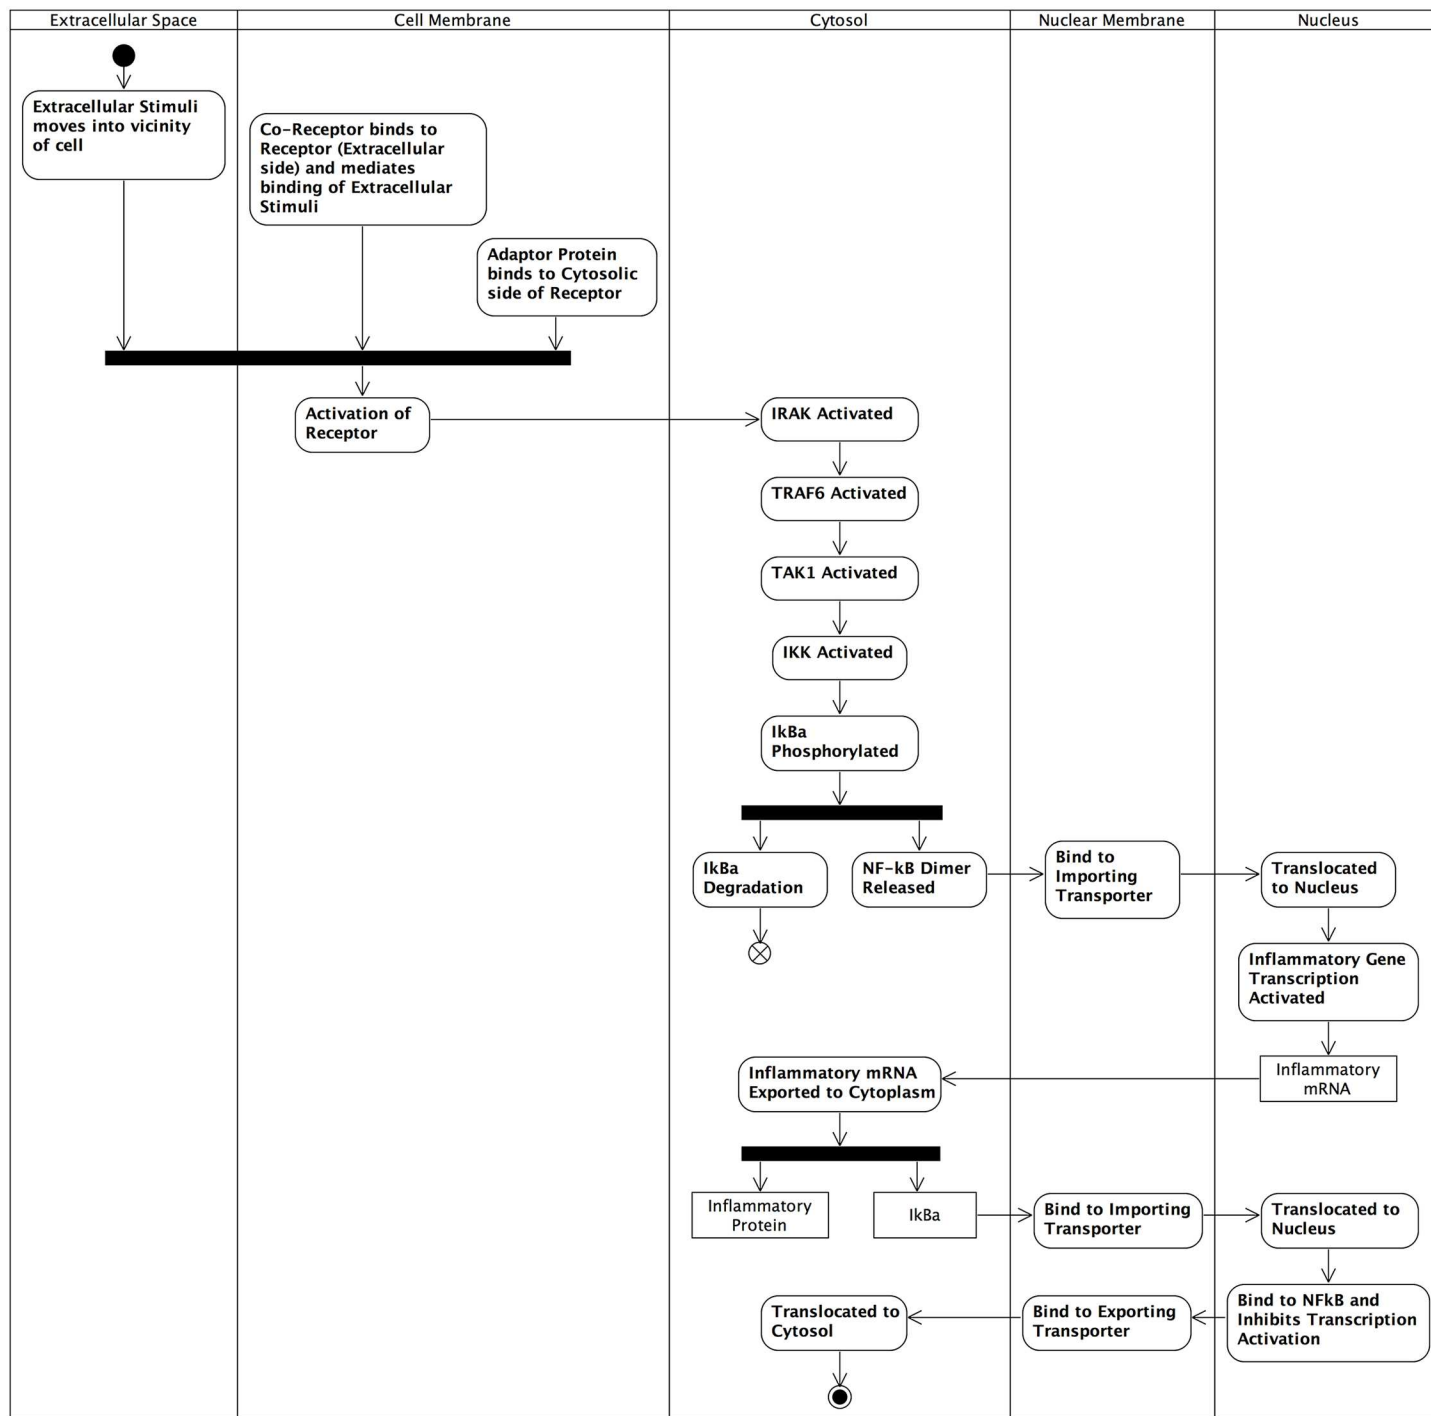 Extracellular Space
Cell Membrane
Cytosol
Nuclear Membrane
Nucleus
Extracellular Stimuli
moves into vicinity
of cell
Co-Receptor binds to
Receptor (Extracellular
side) and mediates
binding of Extracellular
Stimuli
Adaptor Protein
binds to Cytosolic
side of Receptor
Activation of
Receptor
IRAK Activated
TRAF6 Activated
TAK1 Activated
IKK Activated
IkBa
Phosphorylated
IkBa
Degradation
NF-kB Dimer
Released
Bind to
Importing
Transporter
Translocated
to Nucleus
Inflammatory Gene
Transcription
Activated
Inflammatory
mRNA
Inflammatory mRNA
Exported to Cytoplasm
Inflammatory
Protein
IkBa
Bind to Importing
Transporter
Translocated to
Nucleus
Bind to NFkB and
Inhibits Transcription
Activation
Bind to Exporting
Transporter
Translocated to
Cytosol